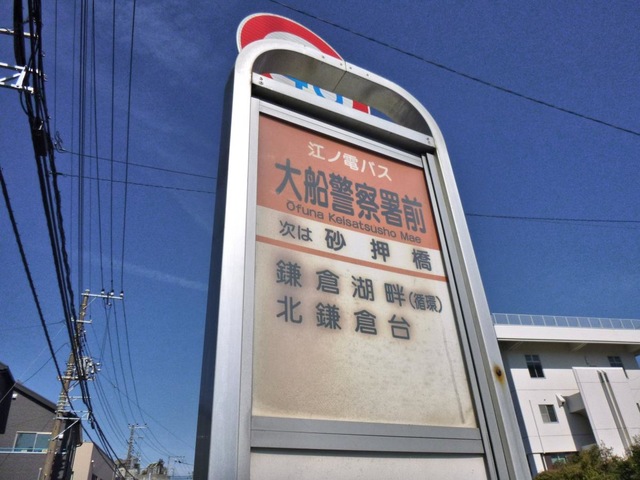 江ノ電バス
大船警察署前
Ofuna Keisatsusho Mae
次は 砂押橋
鎌倉湖畔(循環)
北鎌倉台